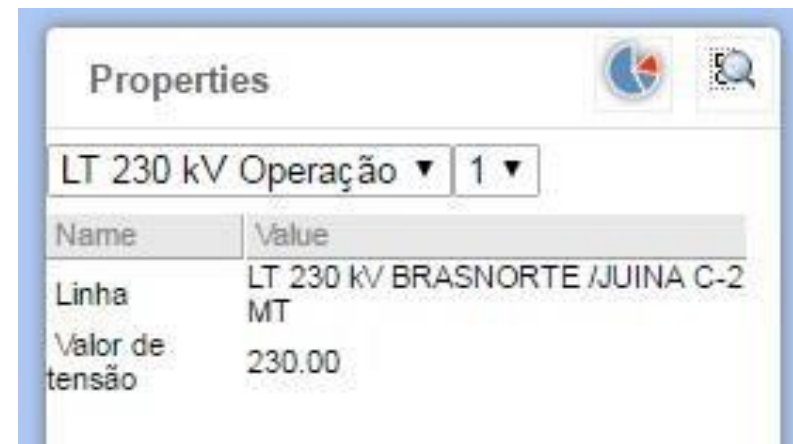 Properties
LT 230 kV Operação 1
Name Value
Linha LT 230 kV BRASNORTE /JUINA C-2
MT
Valor de
tensão 230.00